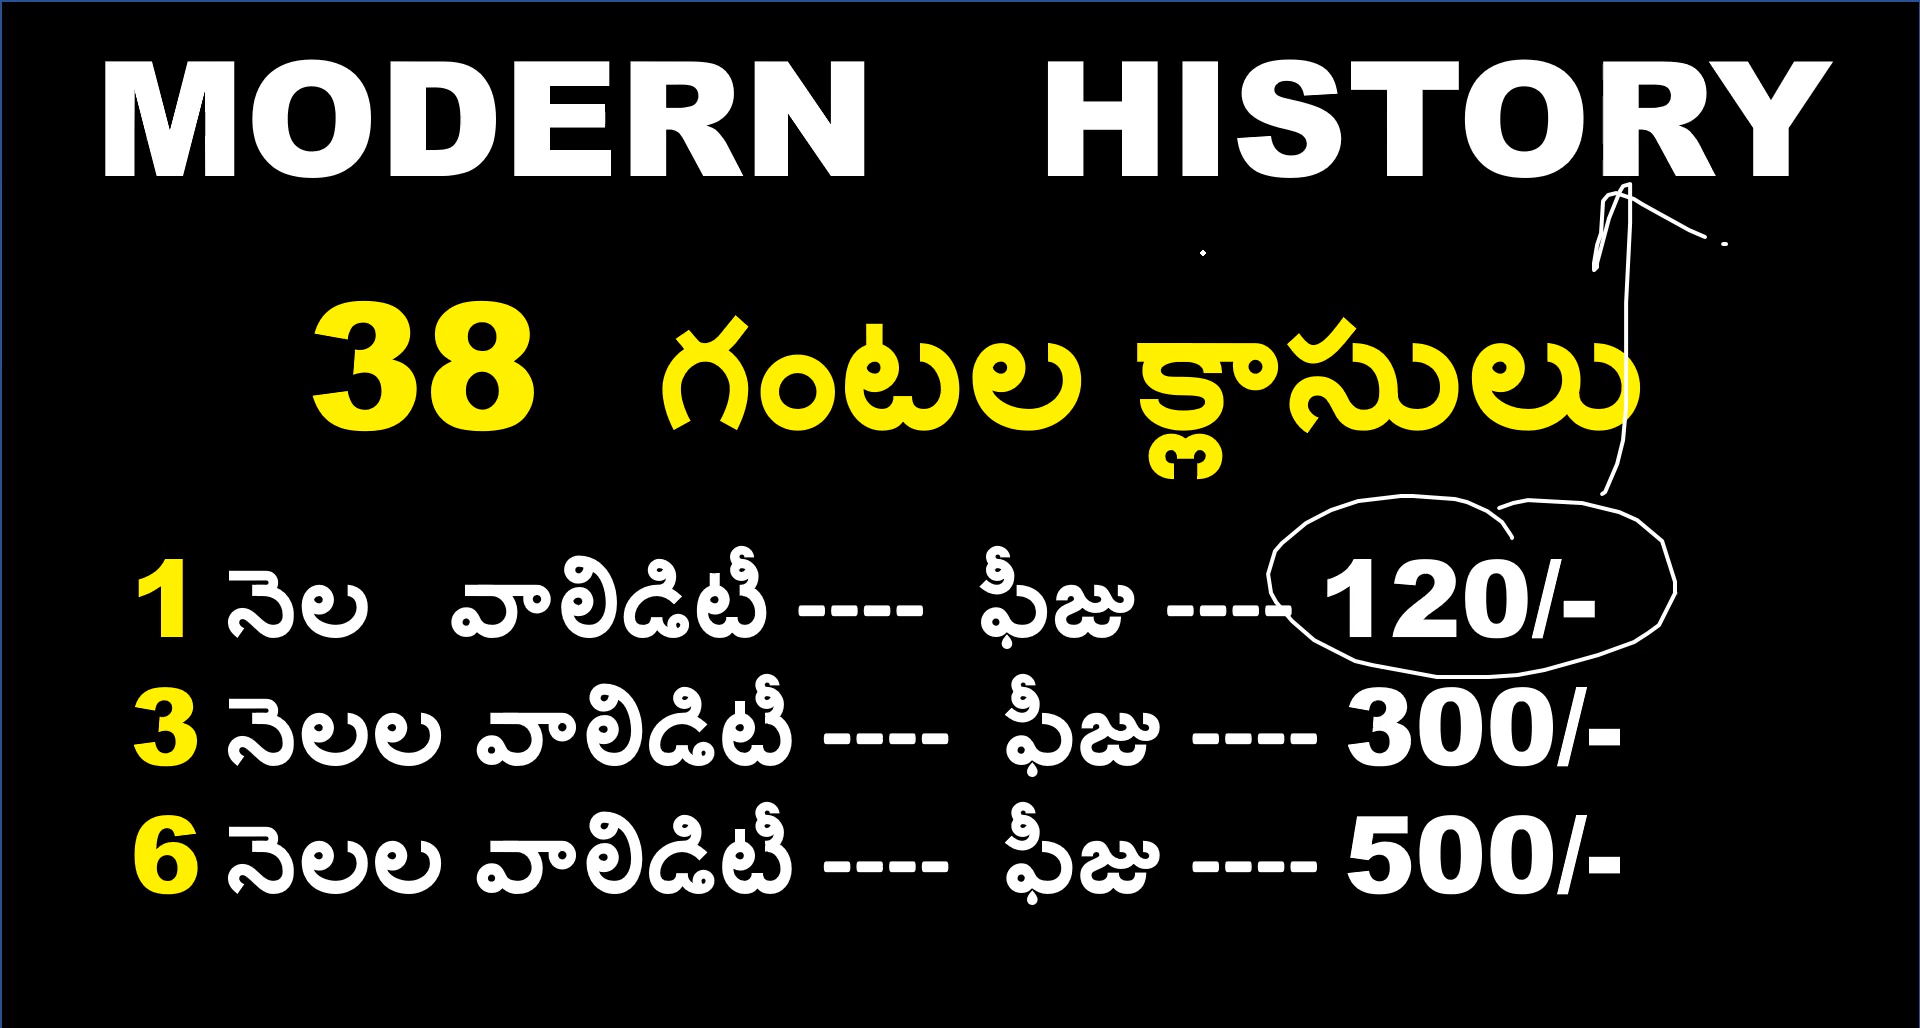 MODERN HISTORY
38 గంటల క్లాసులు
1 నెల వాలిడిటీ ---- ఫీజు ---- 120/-
3 నెలల వాలిడిటీ ---- ఫీజు ---- 300/-
6 నెలల వాలిడిటీ ---- ఫీజు ---- 500/-